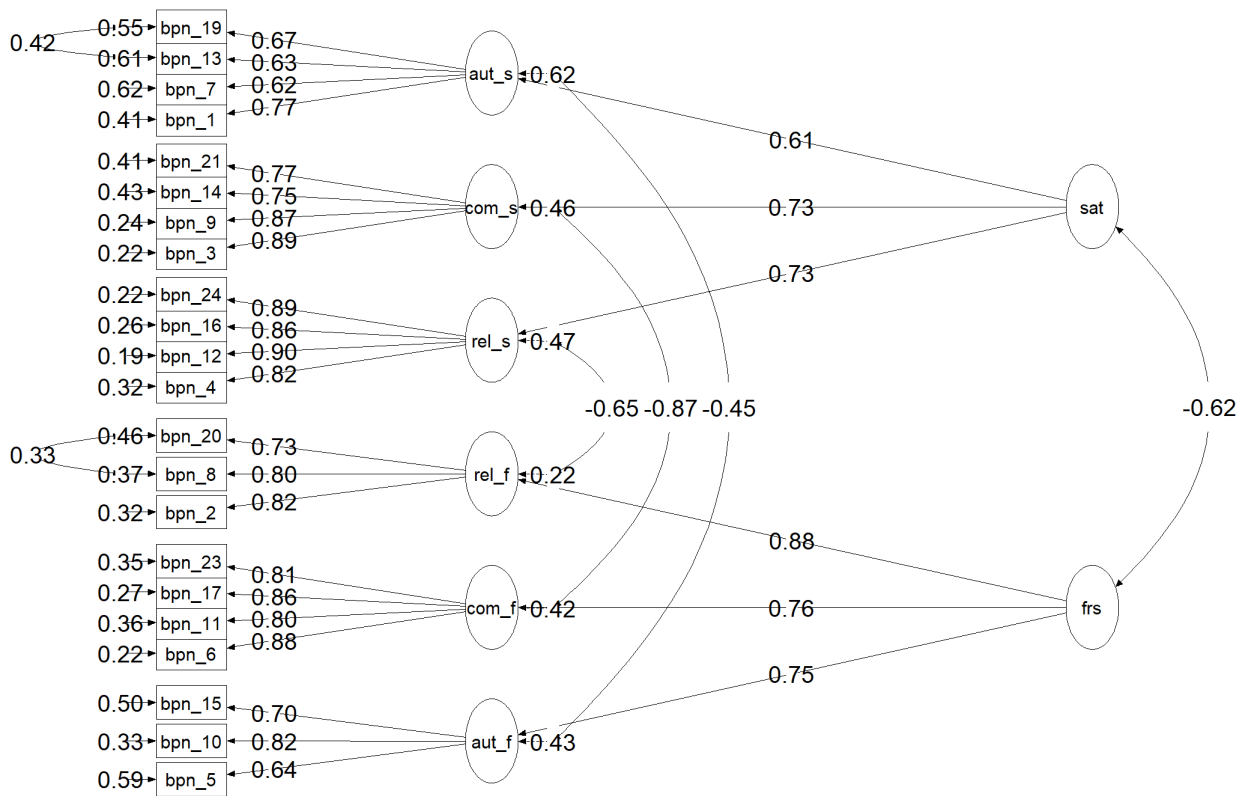 0.55 bpn_19 0.67
0.42
0.61 bpn_13 0.63 aut_s 0.62
0.62 bpn_7 0.62
0.41 bpn_1 0.77
0.61
0.41 bpn_21 0.77
0.43 bpn_14 0.75
com_s 0.46 0.73 sat
0.24 bpn_9 0.87
0.22 bpn_3 0.89
0.73
0.22 bpn_24 0.89
0.26 bpn_16 0.86
rel_s 0.47
0.19 bpn_12 0.90
0.32 bpn_4 0.82
-0.65 -0.87 -0.45 -0.62
0.46 bpn_20 0.73
0.33
0.37 bpn_8 0.80 rel_f 0.22
0.32 bpn_2 0.82
0.88
0.35 bpn_23 0.81
0.27 bpn_17 0.86
com_f 0.42 0.76 frs
0.36 bpn_11 0.80
0.22 bpn_6 0.88
0.75
0.50 bpn_15 0.70
0.33 bpn_10 0.82 aut_f 0.43
0.59 bpn_5 0.64